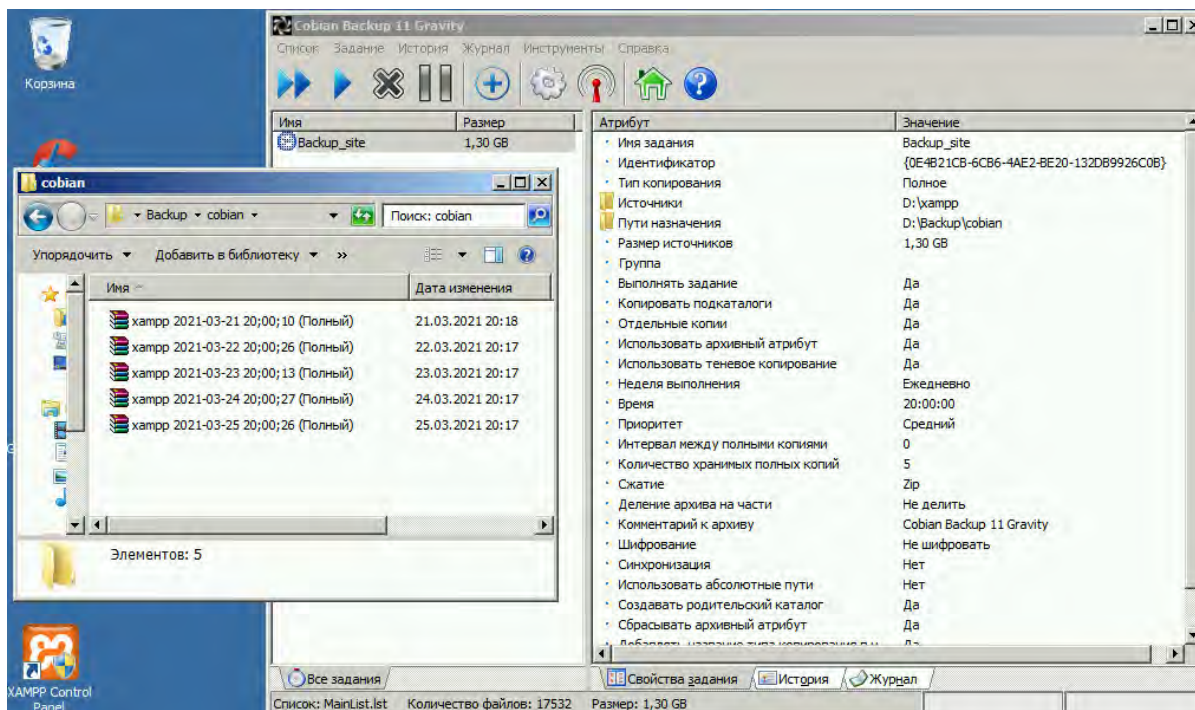 Корзина
Cobian Backup 11 Gravity
Список Задание История Журнал Инструменты Справка
Имя Размер
Backup_site 1,30 GB
cobian
Backup cobian
Поиск: cobian
Упорядочить Добавить в библиотеку »
Имя Дата изменения
xampp 2021-03-21 20;00;10 (Полный) 21.03.2021 20:18
xampp 2021-03-22 20;00;26 (Полный) 22.03.2021 20:17
xampp 2021-03-23 20;00;13 (Полный) 23.03.2021 20:17
xampp 2021-03-24 20;00;27 (Полный) 24.03.2021 20:17
xampp 2021-03-25 20;00;26 (Полный) 25.03.2021 20:17
Элементов: 5
Атрибут Значение
Имя задания Backup_site
Идентификатор {0E4B21CB-6CB6-4AE2-BE20-132DB9926C0B}
Тип копирования Полное
Источники D:\xampp
Пути назначения D:\Backup\cobian
Размер источников 1,30 GB
Группа
Выполнять задание Да
Копировать подкаталоги Да
Отдельные копии Да
Использовать архивный атрибут Да
Использовать теневое копирование Да
Неделя выполнения Ежедневно
Время 20:00:00
Приоритет Средний
Интервал между полными копиями 0
Количество хранимых полных копий 5
Сжатие Zip
Деление архива на части Не делить
Комментарий к архиву Cobian Backup 11 Gravity
Шифрование Не шифровать
Синхронизация Нет
Использовать абсолютные пути Нет
Создавать родительский каталог Да
Сбрасывать архивный атрибут Да
Добавлять название типа копирования в и Да
Все задания
Свойства задания История Журнал
Список: MainList.lst Количество файлов: 17532 Размер: 1,30 GB
XAMPP Control
Panel